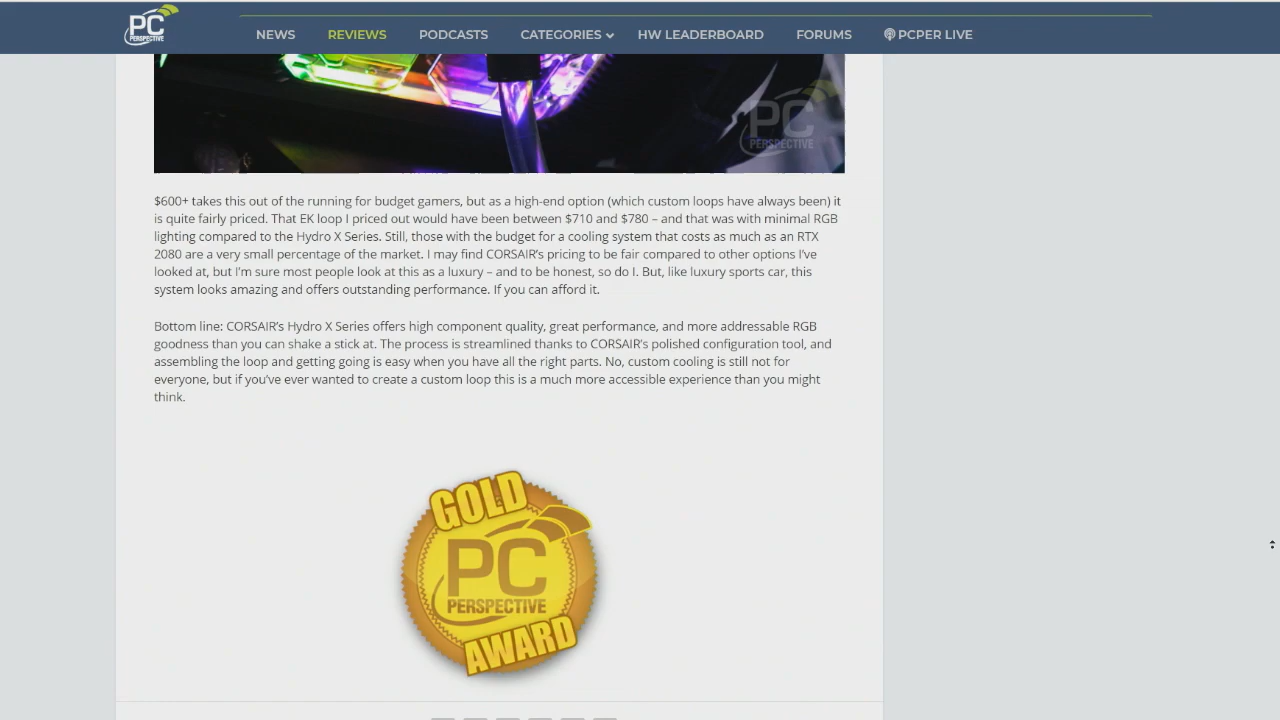 PC
PERSPECTIVE
NEWS REVIEWS PODCASTS CATEGORIES HW LEADERBOARD FORUMS PCPER LIVE
PC
PERSPECTIVE
$600+ takes this out of the running for budget gamers, but as a high-end option (which custom loops have always been) it
is quite fairly priced. That EK loop I priced out would have been between $710 and $780 – and that was with minimal RGB
lighting compared to the Hydro X Series. Still, those with the budget for a cooling system that costs as much as an RTX
2080 are a very small percentage of the market. I may find CORSAIR's pricing to be fair compared to other options I've
looked at, but I'm sure most people look at this as a luxury – and to be honest, so do I. But, like luxury sports car, this
system looks amazing and offers outstanding performance. If you can afford it.
Bottom line: CORSAIR's Hydro X Series offers high component quality, great performance, and more addressable RGB
goodness than you can shake a stick at. The process is streamlined thanks to CORSAIR's polished configuration tool, and
assembling the loop and getting going is easy when you have all the right parts. No, custom cooling is still not for
everyone, but if you've ever wanted to create a custom loop this is a much more accessible experience than you might
think.
GOLD
PC
PERSPECTIVE
AWARD